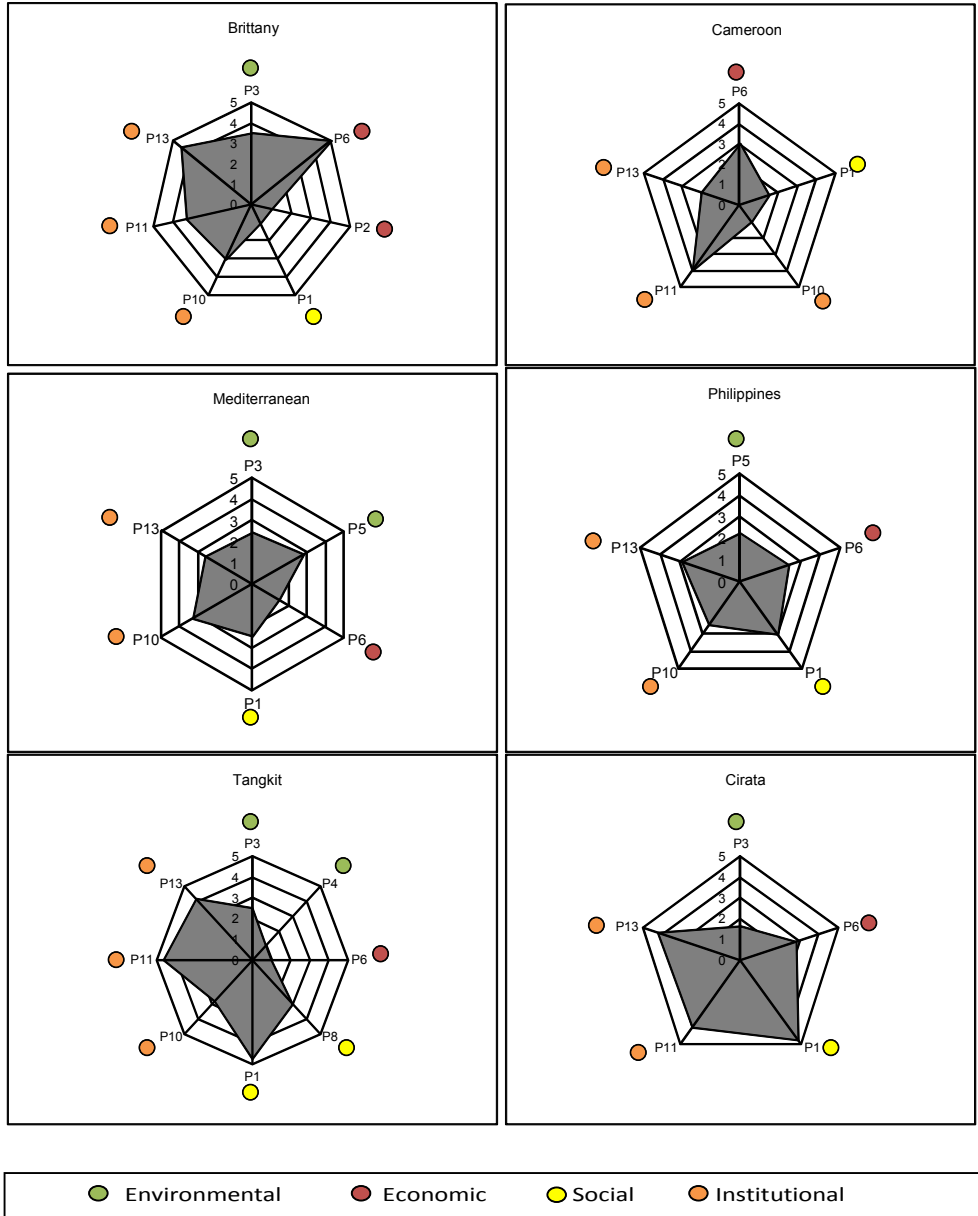 Brittany
P3
5
4
3
2
1
0
P6
P2
P1
P10
P11
P13
Cameroon
P6
5
4
3
2
1
0
P1
P10
P11
P13
Mediterranean
P3
5
4
3
2
1
0
P5
P6
P1
P10
P13
Philippines
P5
5
4
3
2
1
0
P6
P1
P10
P13
Tangkit
P3
5
4
3
2
1
0
P4
P6
P8
P1
P10
P11
P13
Cirata
P3
5
4
3
2
1
0
P6
P1
P11
P13
Environmental Economic Social Institutional